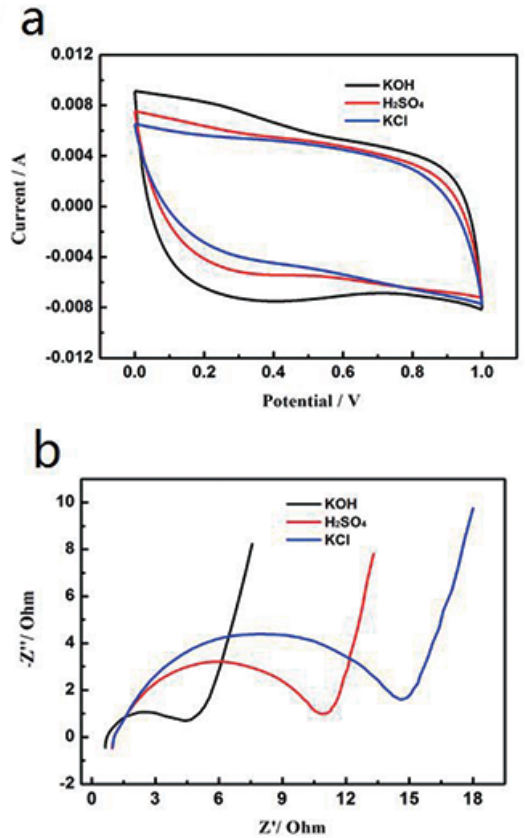 a
0.012
0.008
0.004
0.000
-0.004
-0.008
-0.012
Current / A
KOH
H₂SO₄
KCl
0.0 0.2 0.4 0.6 0.8 1.0
Potential / V
b
10
8
6
4
2
0
-2
-Z''/ Ohm
KOH
H₂SO₄
KCl
0 3 6 9 12 15 18
Z'/ Ohm